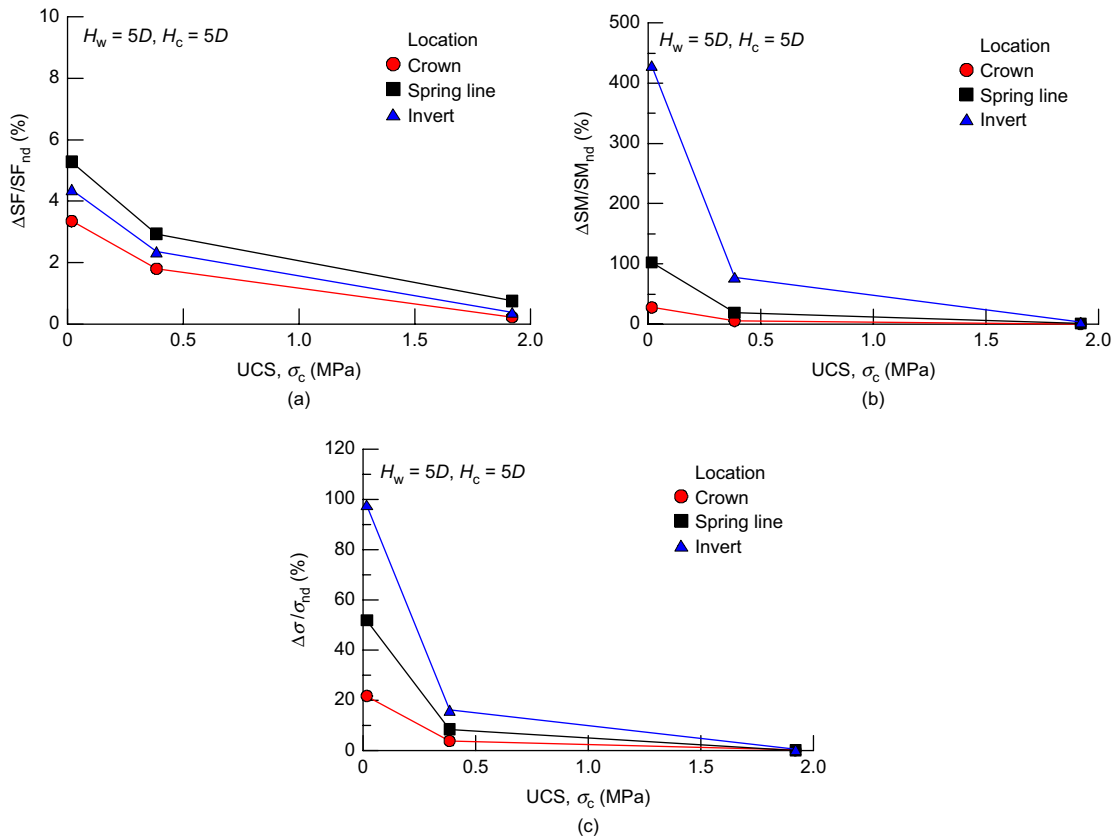 H_w = 5D, H_c = 5D
Location
Crown
Spring line
Invert
10
8
6
4
2
0
ΔSF/SF_nd (%)
0
0.5
1.0
1.5
2.0
UCS, σ_c (MPa)
(a)
H_w = 5D, H_c = 5D
Location
Crown
Spring line
Invert
500
400
300
200
100
0
ΔSM/SM_nd (%)
0
0.5
1.0
1.5
2.0
UCS, σ_c (MPa)
(b)
H_w = 5D, H_c = 5D
Location
Crown
Spring line
Invert
120
100
80
60
40
20
0
Δσ/σ_nd (%)
0
0.5
1.0
1.5
2.0
UCS, σ_c (MPa)
(c)